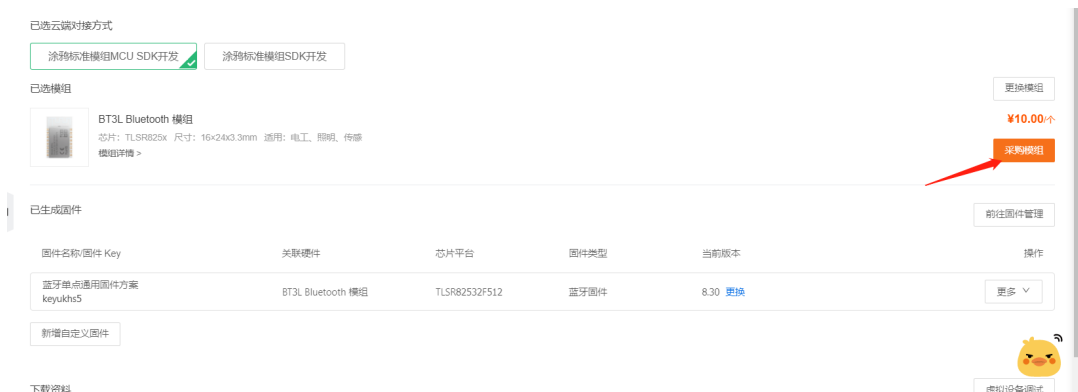 已选云端对接方式
涂鸦标准模组MCU SDK开发
涂鸦标准模组SDK开发
已选模组
更换模组
BT3L Bluetooth 模组
¥10.00/个
芯片：TLSR825x 尺寸：16×24x3.3mm 适用：电工, 照明, 传感
模组详情 >
采购模组
已生成固件
前往固件管理
固件名称/固件 Key 关联硬件 芯片平台 固件类型 当前版本 操作
蓝牙单点通用固件方案
keyukhs5
BT3L Bluetooth 模组 TLSR82532F512 蓝牙固件 8.30 更换 更多
新增自定义固件
下载资料
虚拟设备调试